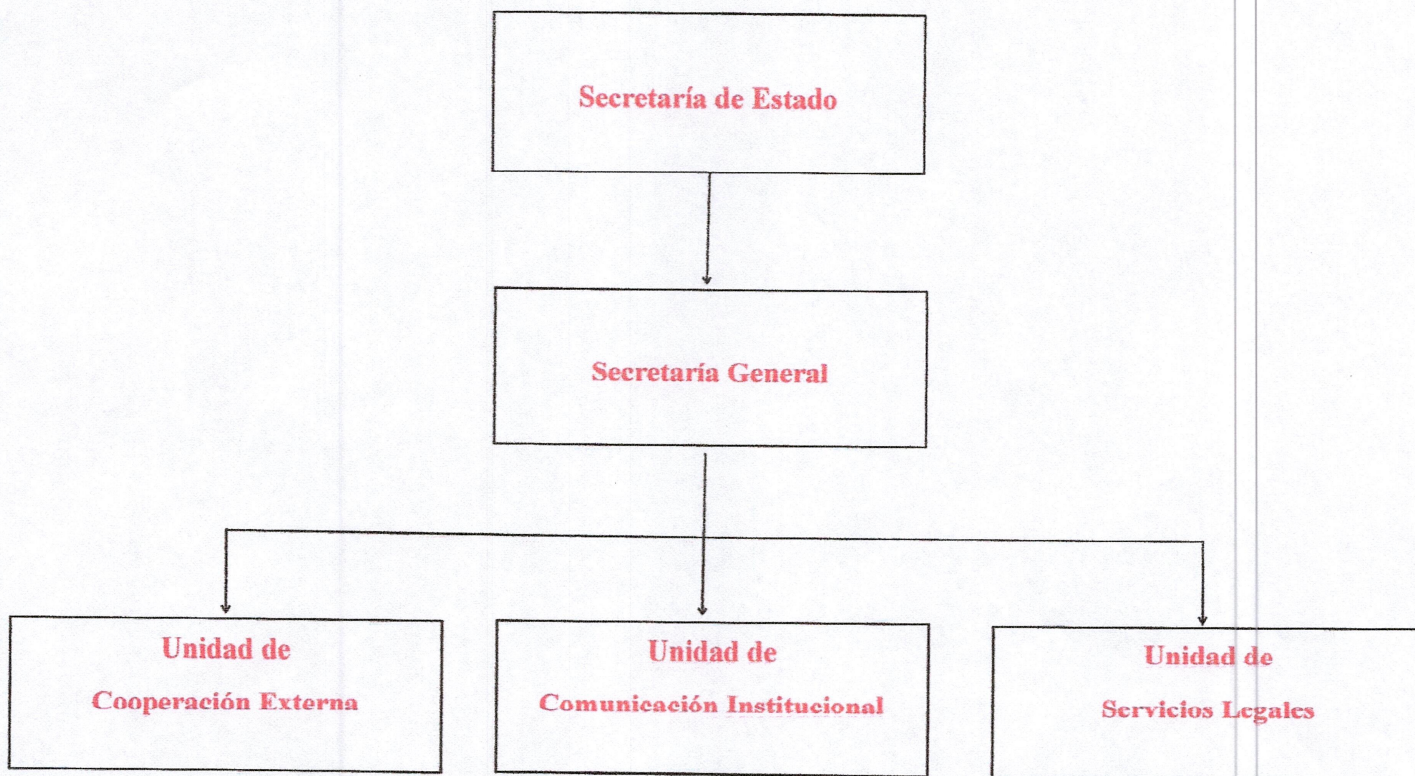 Secretaría de Estado
Secretaría General
Unidad de
Cooperación Externa
Unidad de
Comunicación Institucional
Unidad de
Servicios Legales